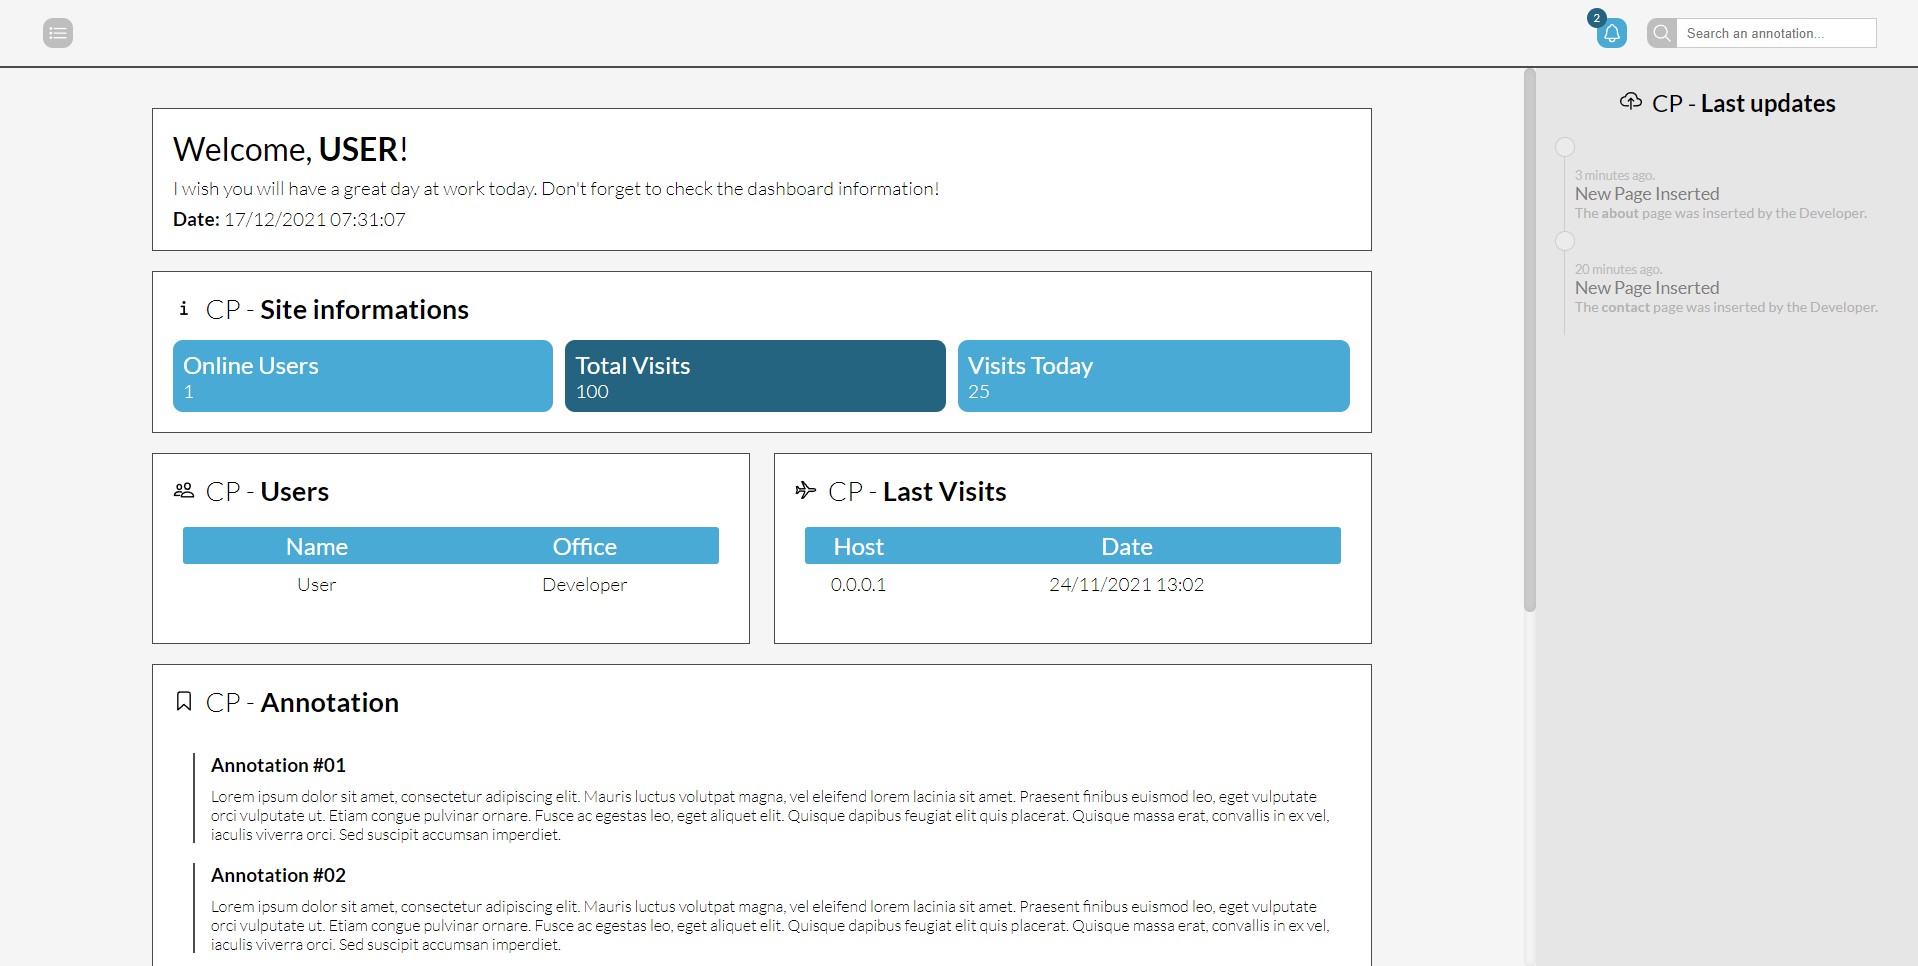 2
Search an annotation...
Welcome, USER!
I wish you will have a great day at work today. Don't forget to check the dashboard information!
Date: 17/12/2021 07:31:07
CP - Site informations
Online Users
1
Total Visits
100
Visits Today
25
CP - Users
Name Office
User Developer
CP - Last Visits
Host Date
0.0.0.1 24/11/2021 13:02
CP - Annotation
Annotation #01
Lorem ipsum dolor sit amet, consectetur adipiscing elit. Mauris luctus volutpat magna, vel eleifend lorem lacinia sit amet. Praesent finibus euismod leo, eget vulputate
orci vulputate ut. Etiam congue pulvinar ornare. Fusce ac egestas leo, eget aliquet elit. Quisque dapibus feugiat elit quis placerat. Quisque massa erat, convallis in ex vel,
iaculis viverra orci. Sed suscipit accumsan imperdiet.
Annotation #02
Lorem ipsum dolor sit amet, consectetur adipiscing elit. Mauris luctus volutpat magna, vel eleifend lorem lacinia sit amet. Praesent finibus euismod leo, eget vulputate
orci vulputate ut. Etiam congue pulvinar ornare. Fusce ac egestas leo, eget aliquet elit. Quisque dapibus feugiat elit quis placerat. Quisque massa erat, convallis in ex vel,
iaculis viverra orci. Sed suscipit accumsan imperdiet.
CP - Last updates
3 minutes ago.
New Page Inserted
The about page was inserted by the Developer.
20 minutes ago.
New Page Inserted
The contact page was inserted by the Developer.